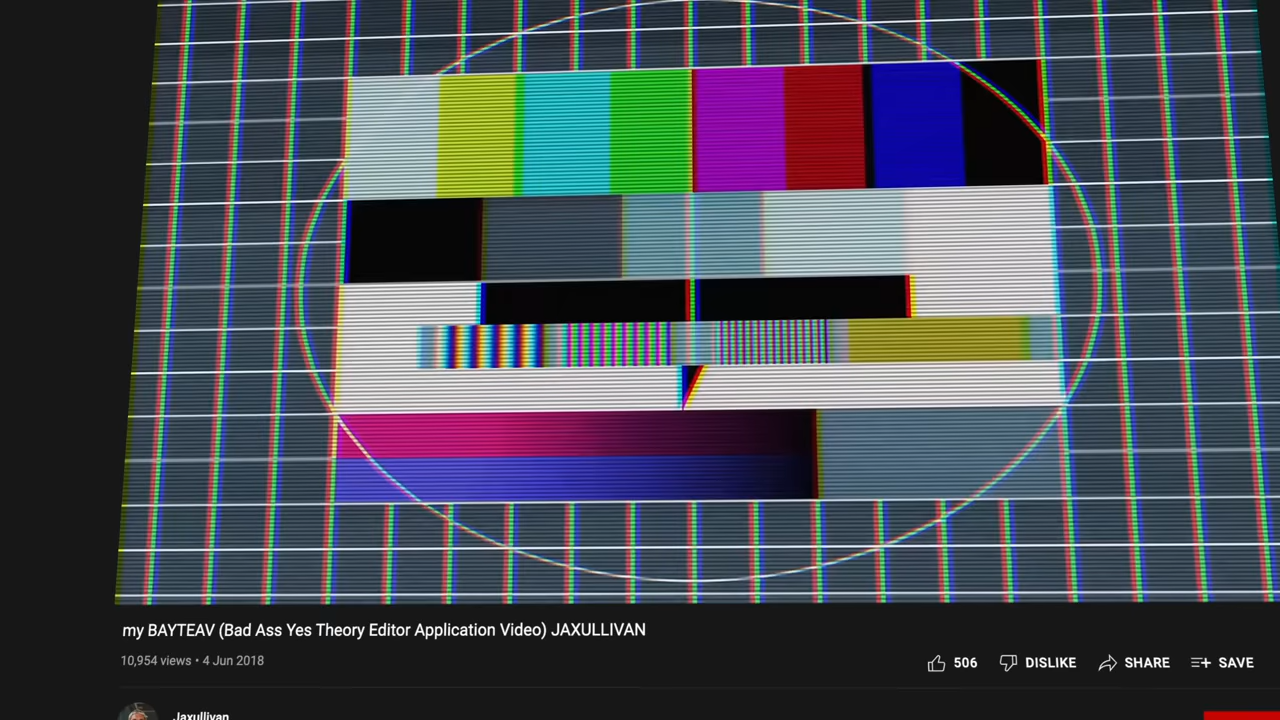 my BAYTEAV (Bad Ass Yes Theory Editor Application Video) JAXULLIVAN
10,954 views • 4 Jun 2018
506 DISLIKE SHARE SAVE
Jaxullivan